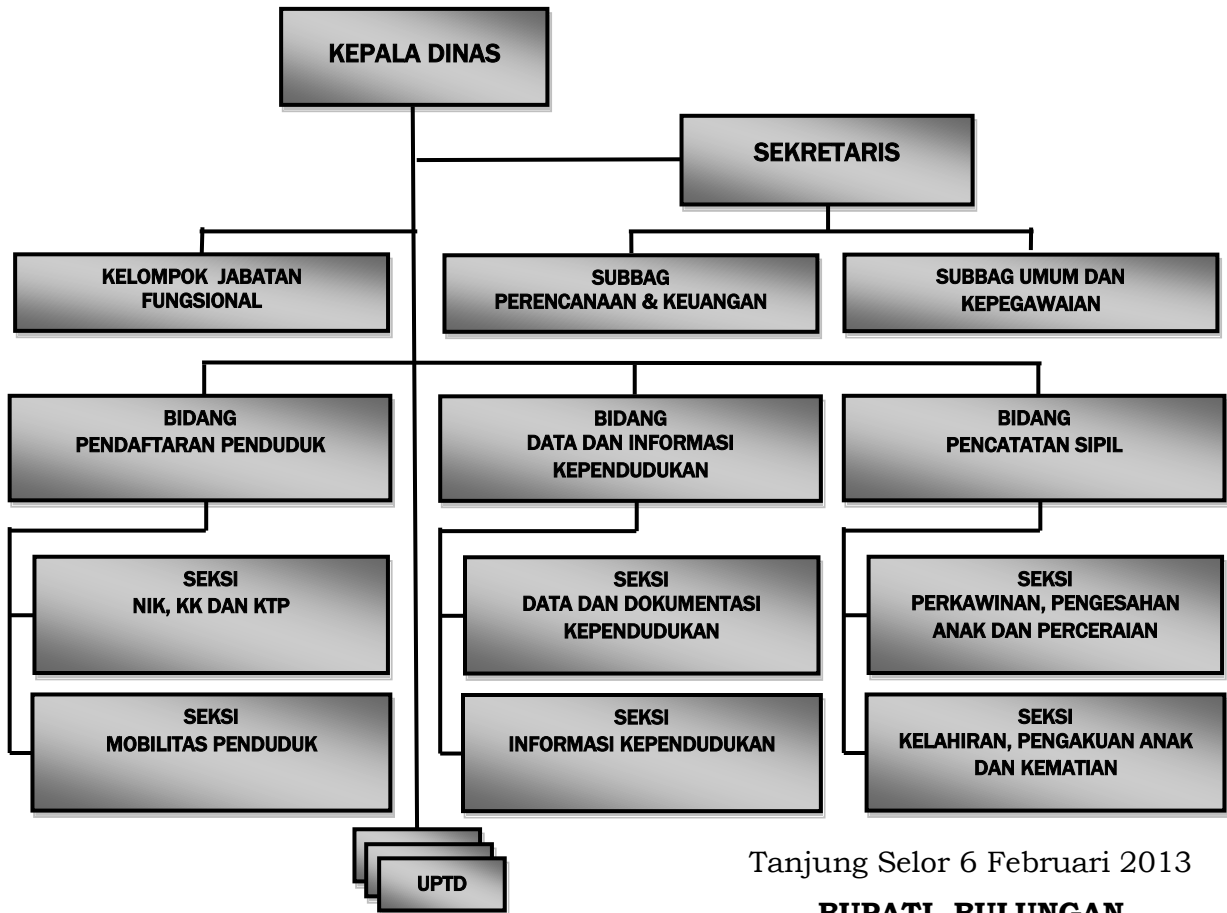 KEPALA DINAS
SEKRETARIS
KELOMPOK JABATAN
FUNGSIONAL
SUBBAG
PERENCANAAN & KEUANGAN
SUBBAG UMUM DAN
KEPEGAWAIAN
BIDANG
PENDAFTARAN PENDUDUK
BIDANG
DATA DAN INFORMASI
KEPENDUDUKAN
BIDANG
PENCATATAN SIPIL
SEKSI
NIK, KK DAN KTP
SEKSI
DATA DAN DOKUMENTASI
KEPENDUDUKAN
SEKSI
PERKAWINAN, PENGESAHAN
ANAK DAN PERCERAIAN
SEKSI
MOBILITAS PENDUDUK
SEKSI
INFORMASI KEPENDUDUKAN
SEKSI
KELAHIRAN, PENGAKUAN ANAK
DAN KEMATIAN
UPTD
Tanjung Selor 6 Februari 2013
BUPATI BULUNGAN